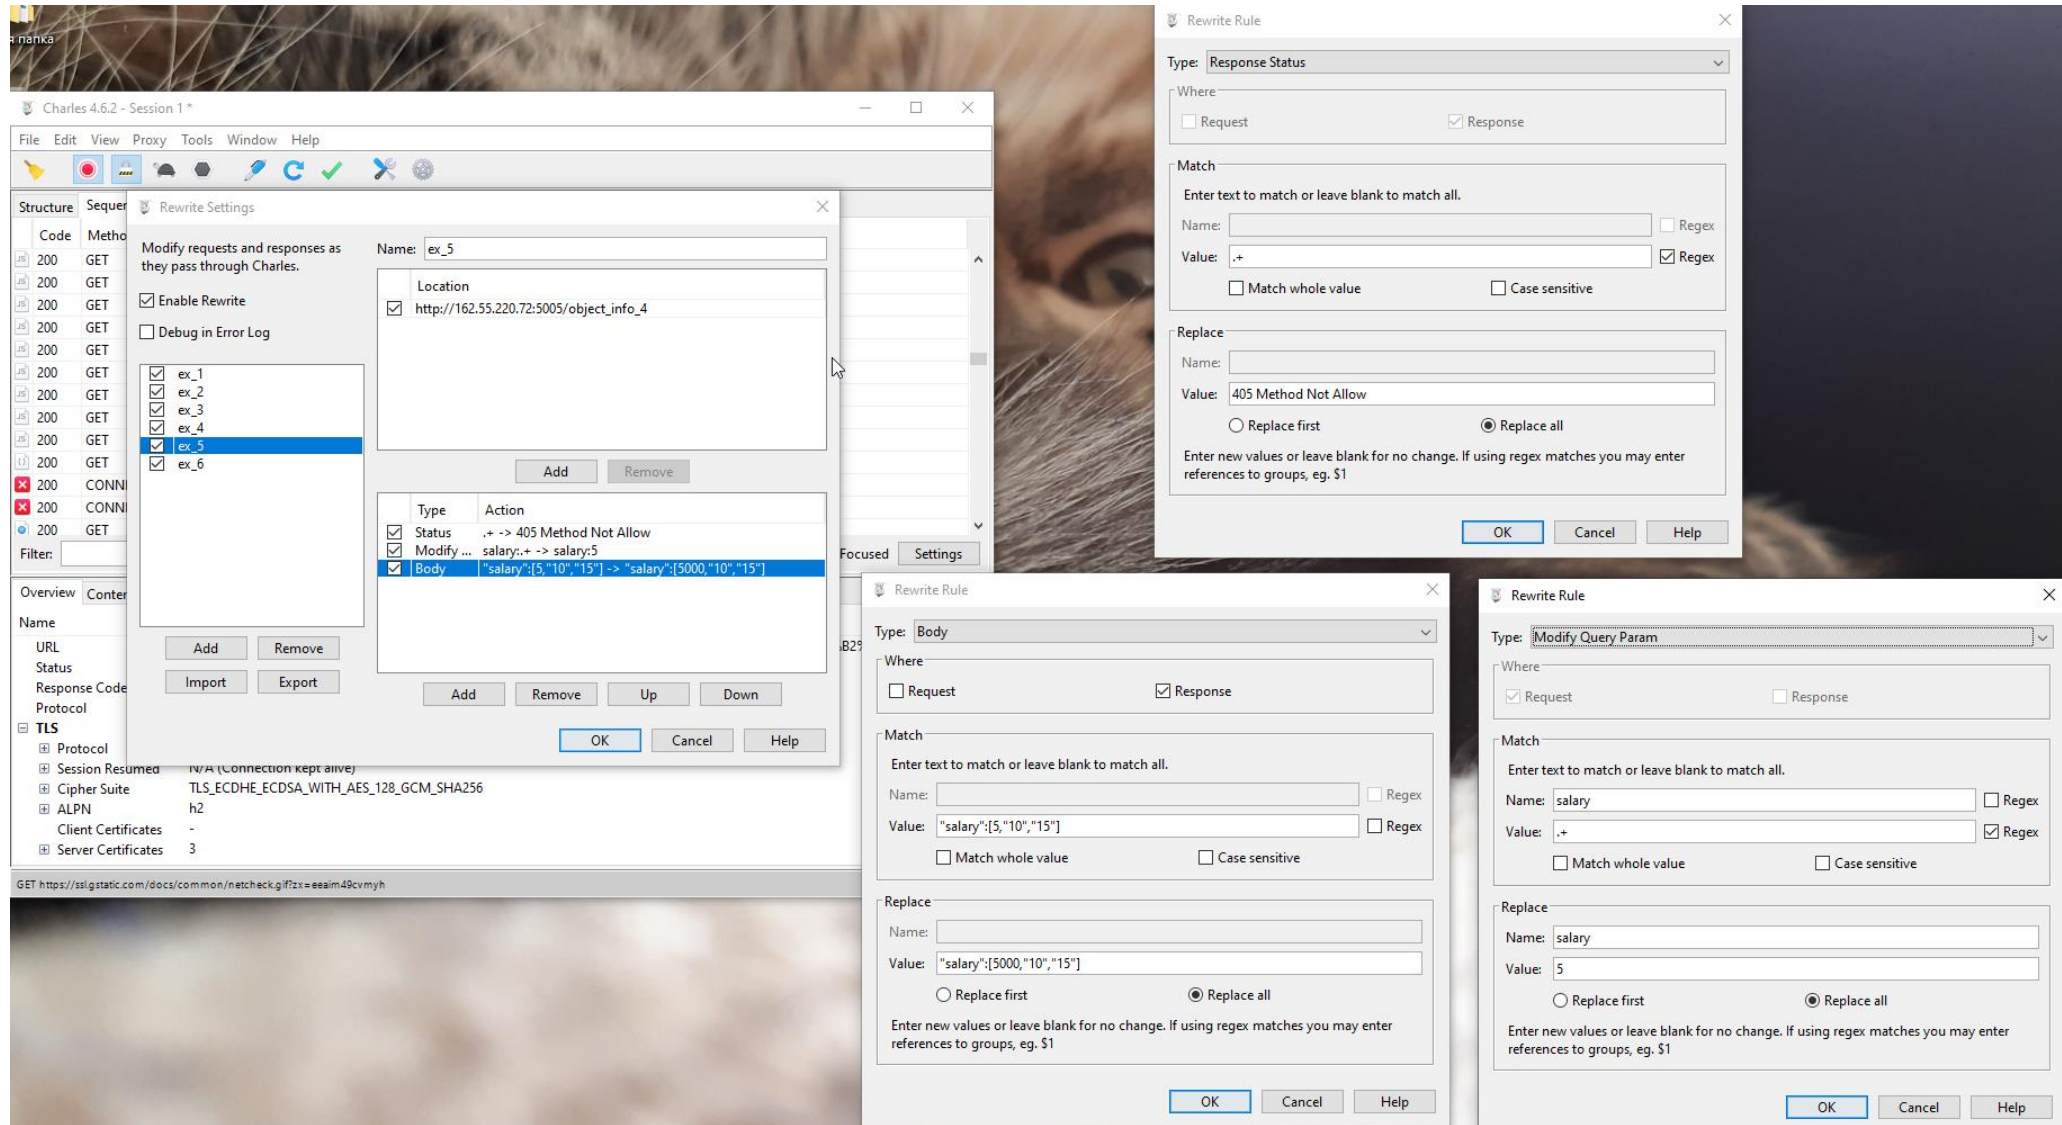 я папка
Charles 4.6.2 - Session 1 *
File Edit View Proxy Tools Window Help
Structure Sequer
Code Metho
200 GET
200 GET
200 GET
200 GET
200 GET
200 GET
200 GET
200 GET
200 GET
200 GET
200 CONNI
200 CONNI
200 GET
Filter:
Focused Settings
Overview Conter
Name
URL
Status
Response Code
Protocol
TLS
Protocol
Session Resumed N/A (Connection kept alive)
Cipher Suite TLS_ECDHE_ECDSA_WITH_AES_128_GCM_SHA256
ALPN h2
Client Certificates -
Server Certificates 3
GET https://ssl.gstatic.com/docs/common/netcheck.gif?zx=eeaim49cvmyh
Rewrite Settings
Modify requests and responses as
they pass through Charles.
Enable Rewrite
Debug in Error Log
ex_1
ex_2
ex_3
ex_4
ex_5
ex_6
Add Remove
Import Export
Name: ex_5
Location
http://162.55.220.72:5005/object_info_4
Add Remove
Type Action
Status .+ -> 405 Method Not Allow
Modify ... salary:.+ -> salary:5
Body "salary":[5,"10","15"] -> "salary":[5000,"10","15"]
Add Remove Up Down
OK Cancel Help
Rewrite Rule
Type: Response Status
Where
Request Response
Match
Enter text to match or leave blank to match all.
Name: Regex
Value: .+ Regex
Match whole value Case sensitive
Replace
Name:
Value: 405 Method Not Allow
Replace first Replace all
Enter new values or leave blank for no change. If using regex matches you may enter
references to groups, eg. $1
OK Cancel Help
Rewrite Rule
Type: Body
Where
Request Response
Match
Enter text to match or leave blank to match all.
Name: Regex
Value: "salary":[5,"10","15"] Regex
Match whole value Case sensitive
Replace
Name:
Value: "salary":[5000,"10","15"]
Replace first Replace all
Enter new values or leave blank for no change. If using regex matches you may enter
references to groups, eg. $1
OK Cancel Help
Rewrite Rule
Type: Modify Query Param
Where
Request Response
Match
Enter text to match or leave blank to match all.
Name: salary Regex
Value: .+ Regex
Match whole value Case sensitive
Replace
Name: salary
Value: 5
Replace first Replace all
Enter new values or leave blank for no change. If using regex matches you may enter
references to groups, eg. $1
OK Cancel Help